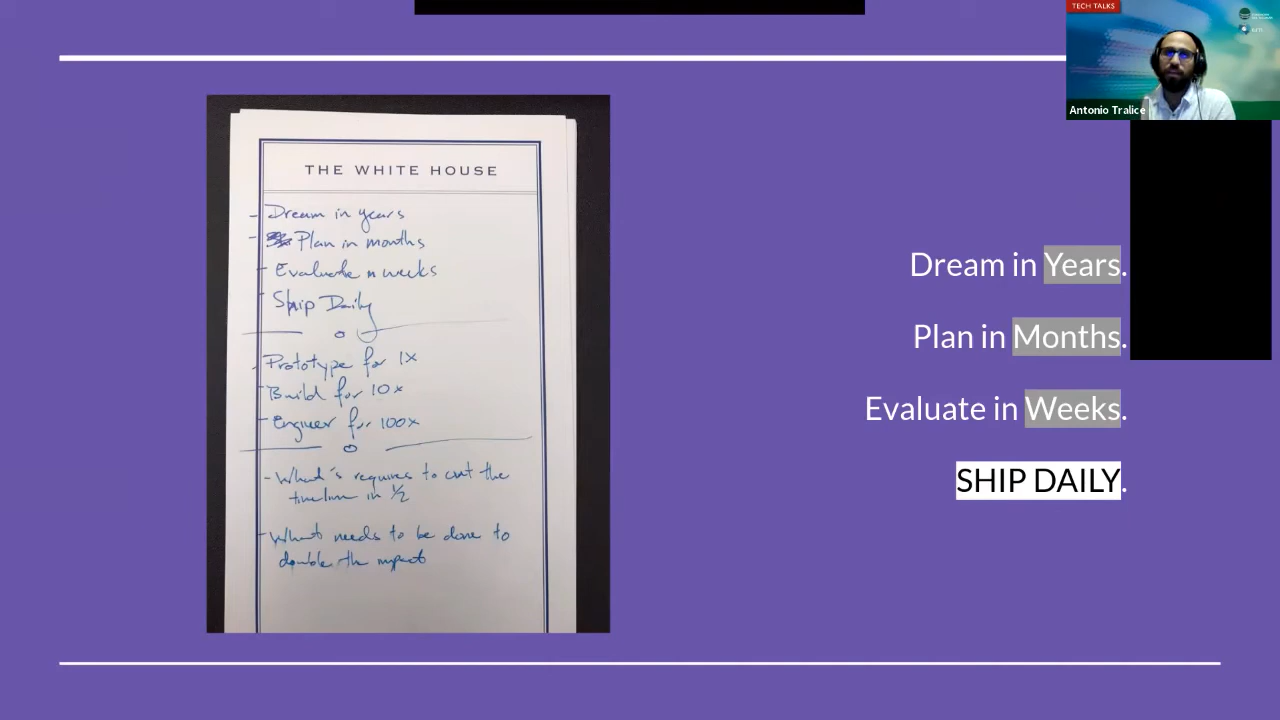 TECH TALKS
Antonio Tralice
THE WHITE HOUSE
- Dream in years
- Plan in months
- Evaluate in weeks
- Ship Daily
- Prototype for 1x
- Build for 10x
- Engineer for 100x
- What's requires to cut the
timeline in 1/2
- What needs to be done to
double the impact
Dream in Years.
Plan in Months.
Evaluate in Weeks.
SHIP DAILY.